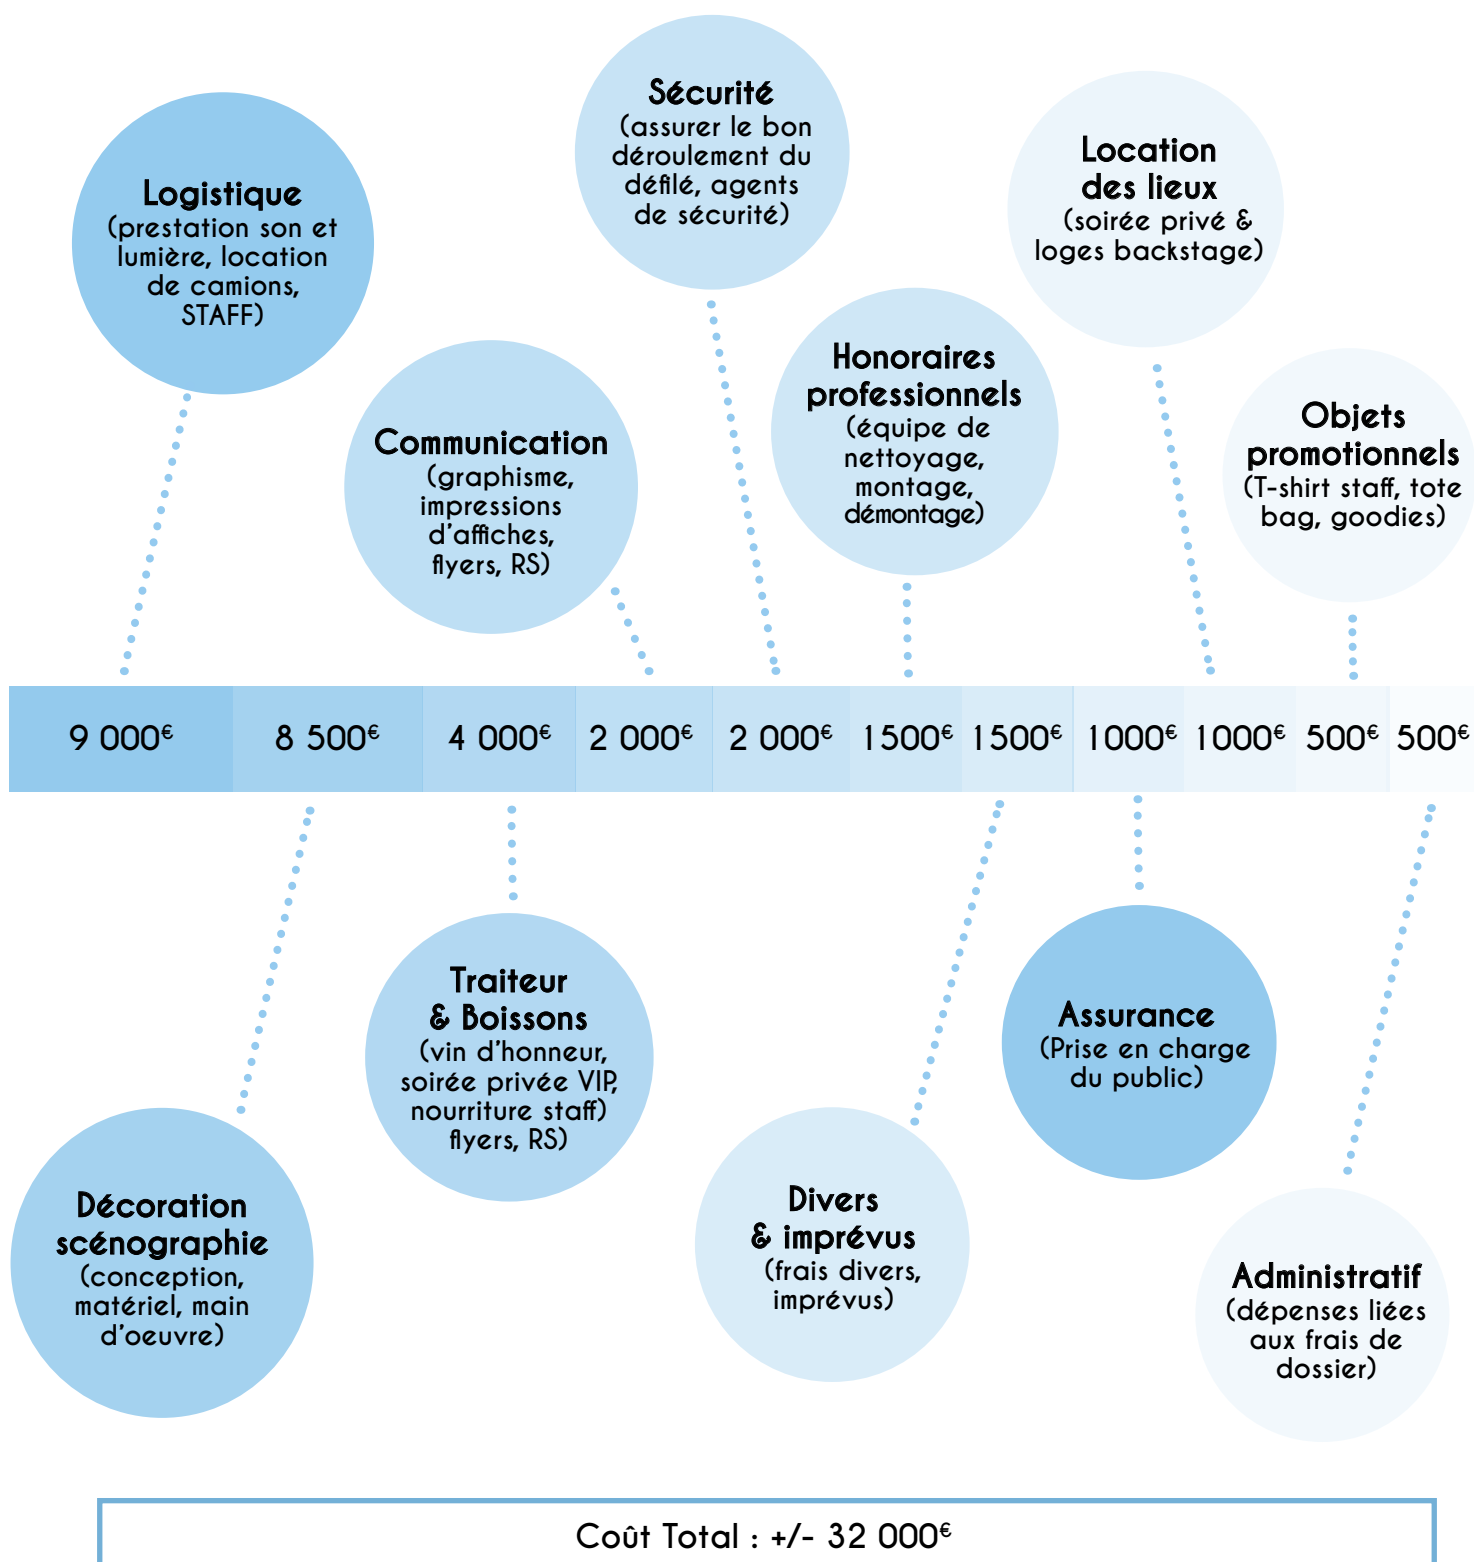 Sécurité
(assurer le bon
déroulement du
défilé, agents
de sécurité)
Location
des lieux
(soirée privé &
loges backstage)
Logistique
(prestation son et
lumière, location
de camions,
STAFF)
Honoraires
professionnels
(équipe de
nettoyage,
montage,
démontage)
Communication
(graphisme,
impressions
d'affiches,
flyers, RS)
Objets
promotionnels
(T-shirt staff, tote
bag, goodies)
9 000€ 8 500€ 4 000€ 2 000€ 2 000€ 1500€ 1500€ 1000€ 1000€ 500€ 500€
Traiteur
& Boissons
(vin d'honneur,
soirée privée VIP,
nourriture staff)
flyers, RS)
Assurance
(Prise en charge
du public)
Décoration
scénographie
(conception,
matériel, main
d'oeuvre)
Divers
& imprévus
(frais divers,
imprévus)
Administratif
(dépenses liées
aux frais de
dossier)
Coût Total : +/- 32 000€